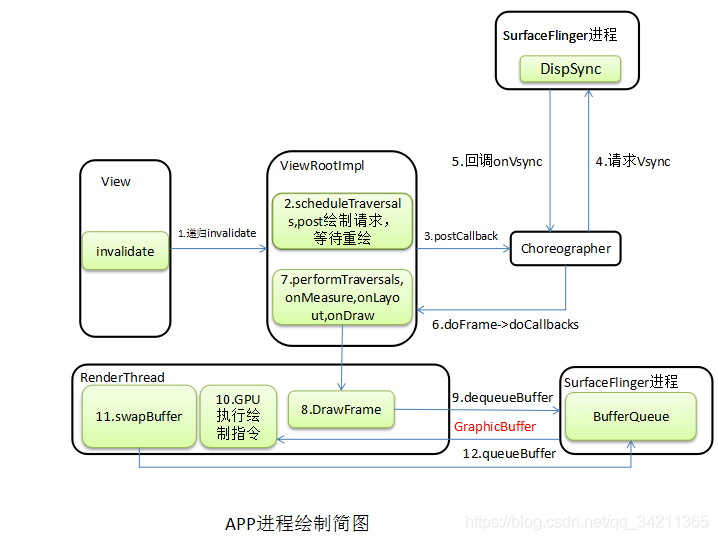 SurfaceFlinger进程
DispSync
5.回调onVsync
4.请求Vsync
View
invalidate
1.递归invalidate
ViewRootImpl
2.scheduleTraversal
s,post绘制请求，
等待重绘
3.postCallback
Choreographer
7.performTraversals,
onMeasure,onLayo
ut,onDraw
6.doFrame->doCallbacks
RenderThread
11.swapBuffer
10.GPU
执行绘
制指令
8.DrawFrame
9.dequeueBuffer
GraphicBuffer
12.queueBuffer
SurfaceFlinger进程
BufferQueue
APP进程绘制简图
https://blog.csdn.net/qq_34211365